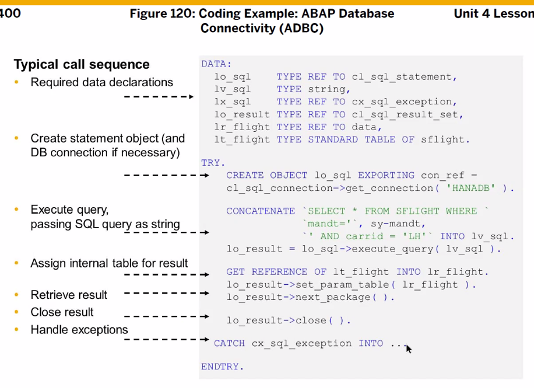 400 Figure 120: Coding Example: ABAP Database Unit 4 Lesson
Connectivity (ADBC)
Typical call sequence
• Required data declarations
• Create statement object (and
DB connection if necessary)
• Execute query,
passing SQL query as string
• Assign internal table for result
• Retrieve result
• Close result
• Handle exceptions
DATA:
lo_sql TYPE REF TO cl_sql_statement,
lv_sql TYPE string,
lx_sql TYPE REF TO cx_sql_exception,
lo_result TYPE REF TO cl_sql_result_set,
lr_flight TYPE REF TO data,
lt_flight TYPE STANDARD TABLE OF sflight.
TRY.
CREATE OBJECT lo_sql EXPORTING con_ref =
cl_sql_connection=>get_connection( 'HANADB' ).
CONCATENATE `SELECT * FROM SFLIGHT WHERE `
`mandt='`, sy-mandt,
`' AND carrid = 'LH'` INTO lv_sql.
lo_result = lo_sql->execute_query( lv_sql ).
GET REFERENCE OF lt_flight INTO lr_flight.
lo_result->set_param_table( lr_flight ).
lo_result->next_package( ).
lo_result->close( ).
CATCH cx_sql_exception INTO ...
ENDTRY.